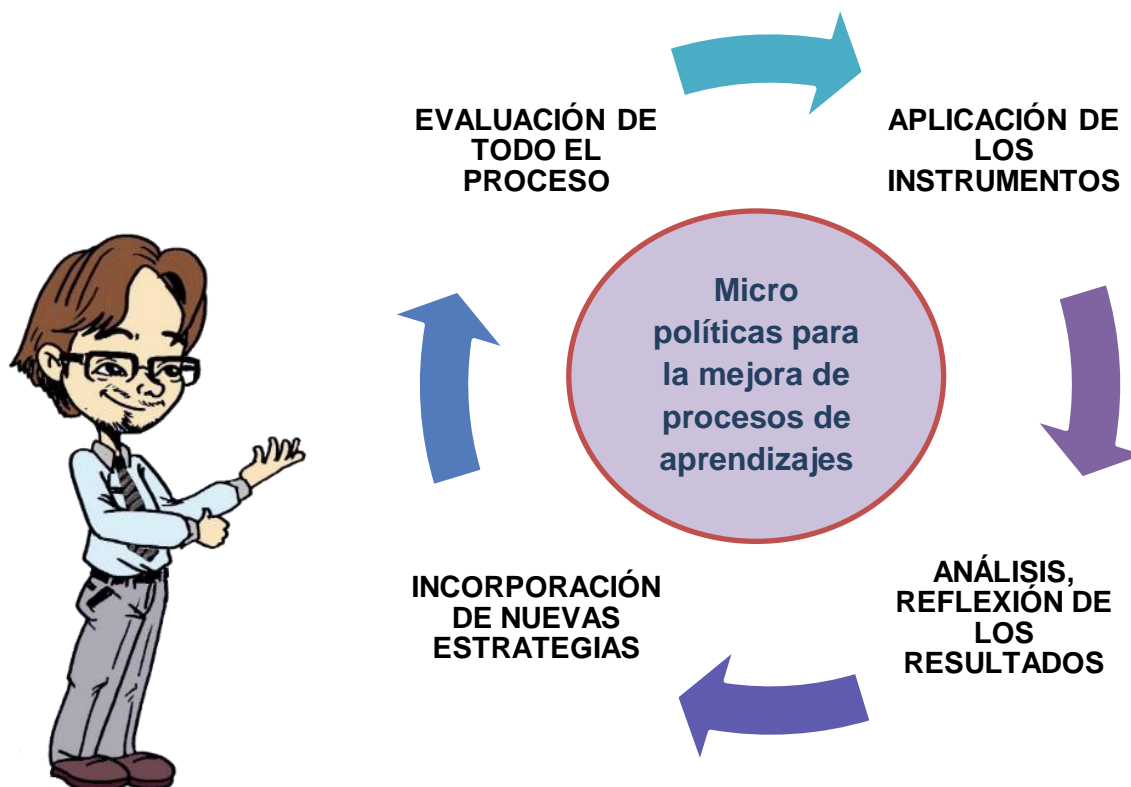 EVALUACIÓN DE
TODO EL
PROCESO
APLICACIÓN DE
LOS
INSTRUMENTOS
Micro
políticas para
la mejora de
procesos de
aprendizajes
INCORPORACIÓN
DE NUEVAS
ESTRATEGIAS
ANÁLISIS,
REFLEXIÓN DE
LOS
RESULTADOS